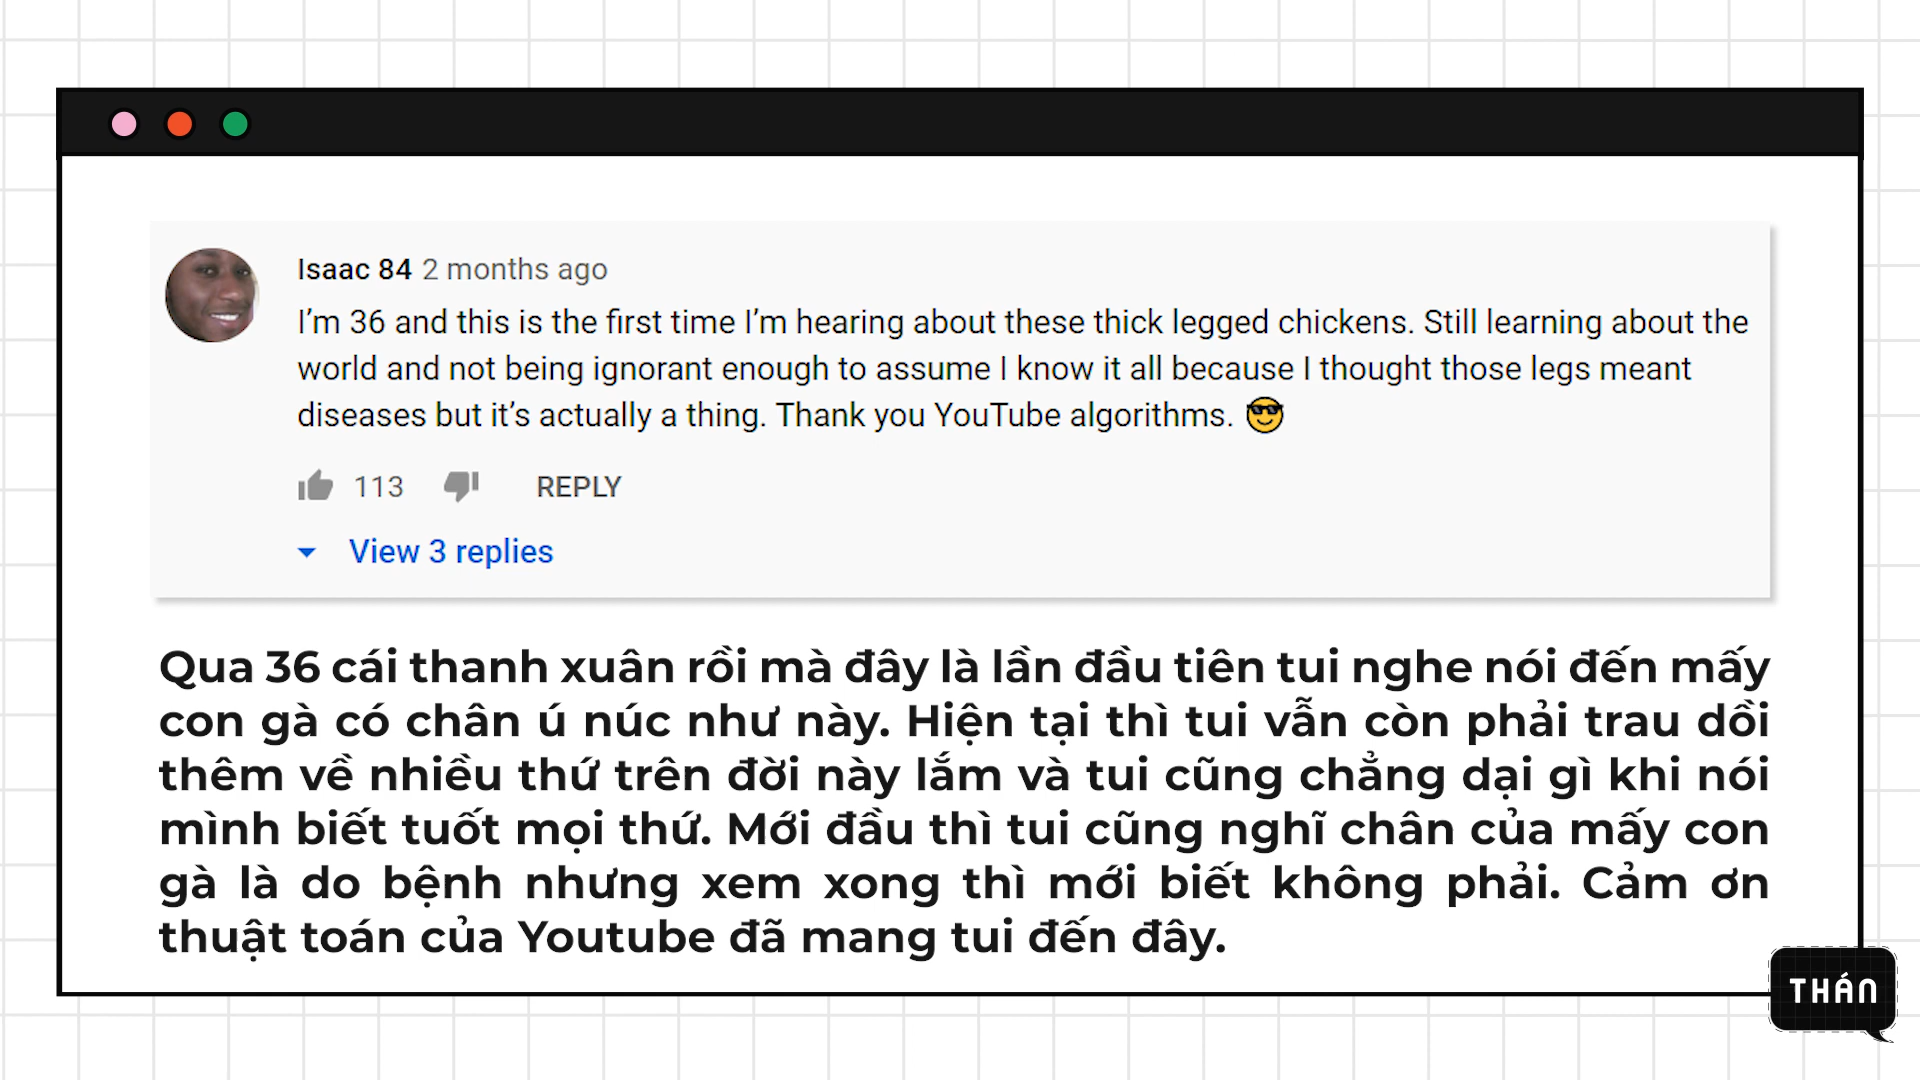 Isaac 84 2 months ago
I’m 36 and this is the first time I’m hearing about these thick legged chickens. Still learning about the
world and not being ignorant enough to assume I know it all because I thought those legs meant
diseases but it’s actually a thing. Thank you YouTube algorithms. 😎
113 REPLY
View 3 replies
Qua 36 cái thanh xuân rồi mà đây là lần đầu tiên tui nghe nói đến mấy
con gà có chân ú núc như này. Hiện tại thì tui vẫn còn phải trau dồi
thêm về nhiều thứ trên đời này lắm và tui cũng chẳng dại gì khi nói
mình biết tuốt mọi thứ. Mới đầu thì tui cũng nghĩ chân của mấy con
gà là do bệnh nhưng xem xong thì mới biết không phải. Cảm ơn
thuật toán của Youtube đã mang tui đến đây.
THÁN